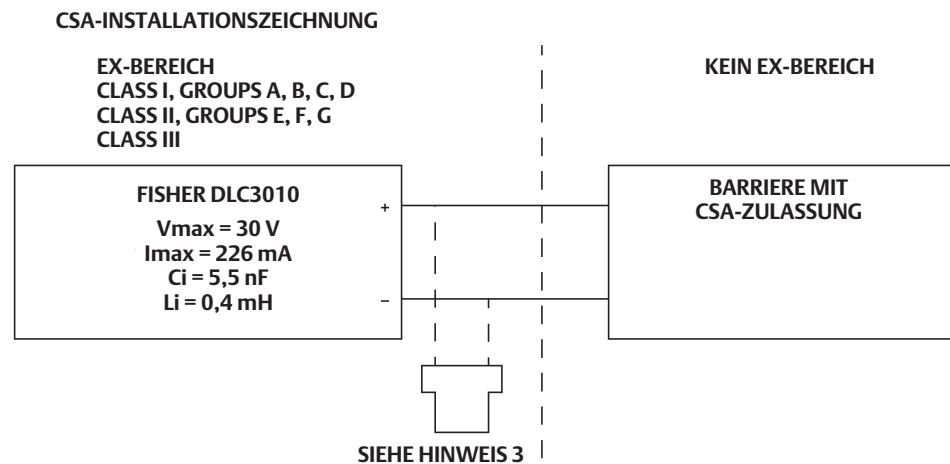 CSA-INSTALLATIONSZEICHNUNG
EX-BEREICH
CLASS I, GROUPS A, B, C, D
CLASS II, GROUPS E, F, G
CLASS III
KEIN EX-BEREICH
FISHER DLC3010
+
Vmax = 30 V
Imax = 226 mA
Ci = 5,5 nF
Li = 0,4 mH
–
BARRIERE MIT
CSA-ZULASSUNG
SIEHE HINWEIS 3